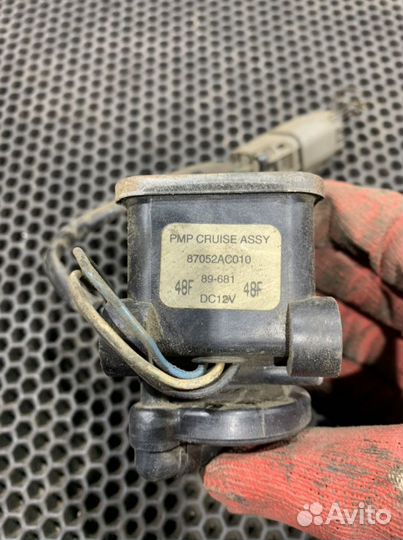 PMP CRUISE ASSY
87052AC010
89-681
48F 48F
DC12V
Avito